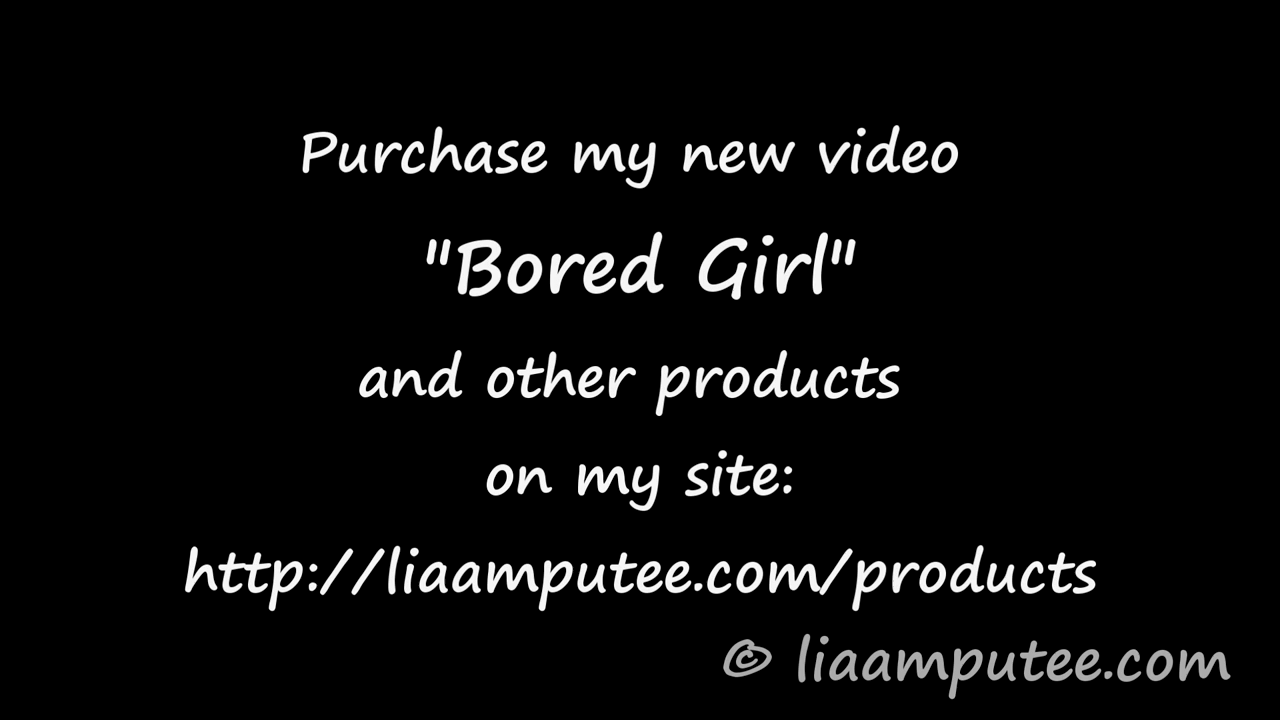 Purchase my new video
"Bored Girl"
and other products
on my site:
http://liaamputee.com/products
© liaamputee.com